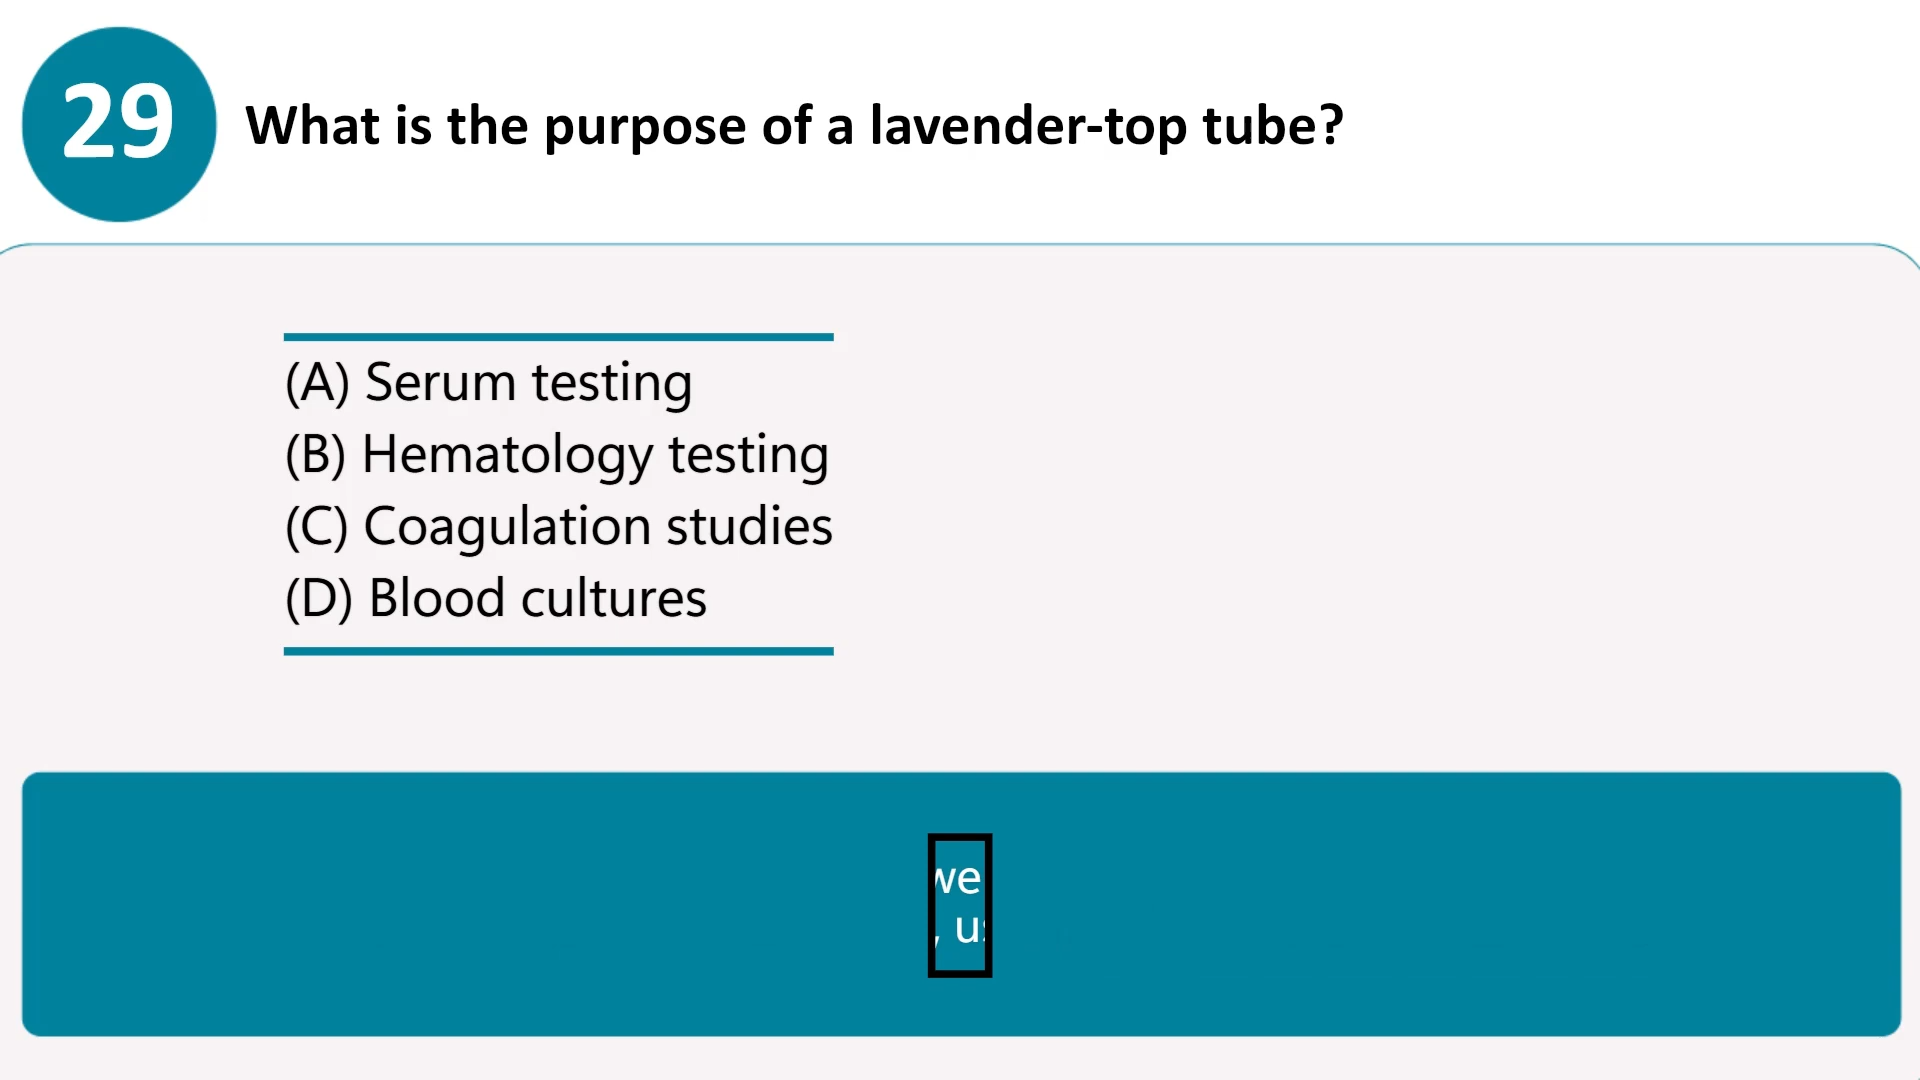 29
What is the purpose of a lavender-top tube?
(A) Serum testing
(B) Hematology testing
(C) Coagulation studies
(D) Blood cultures